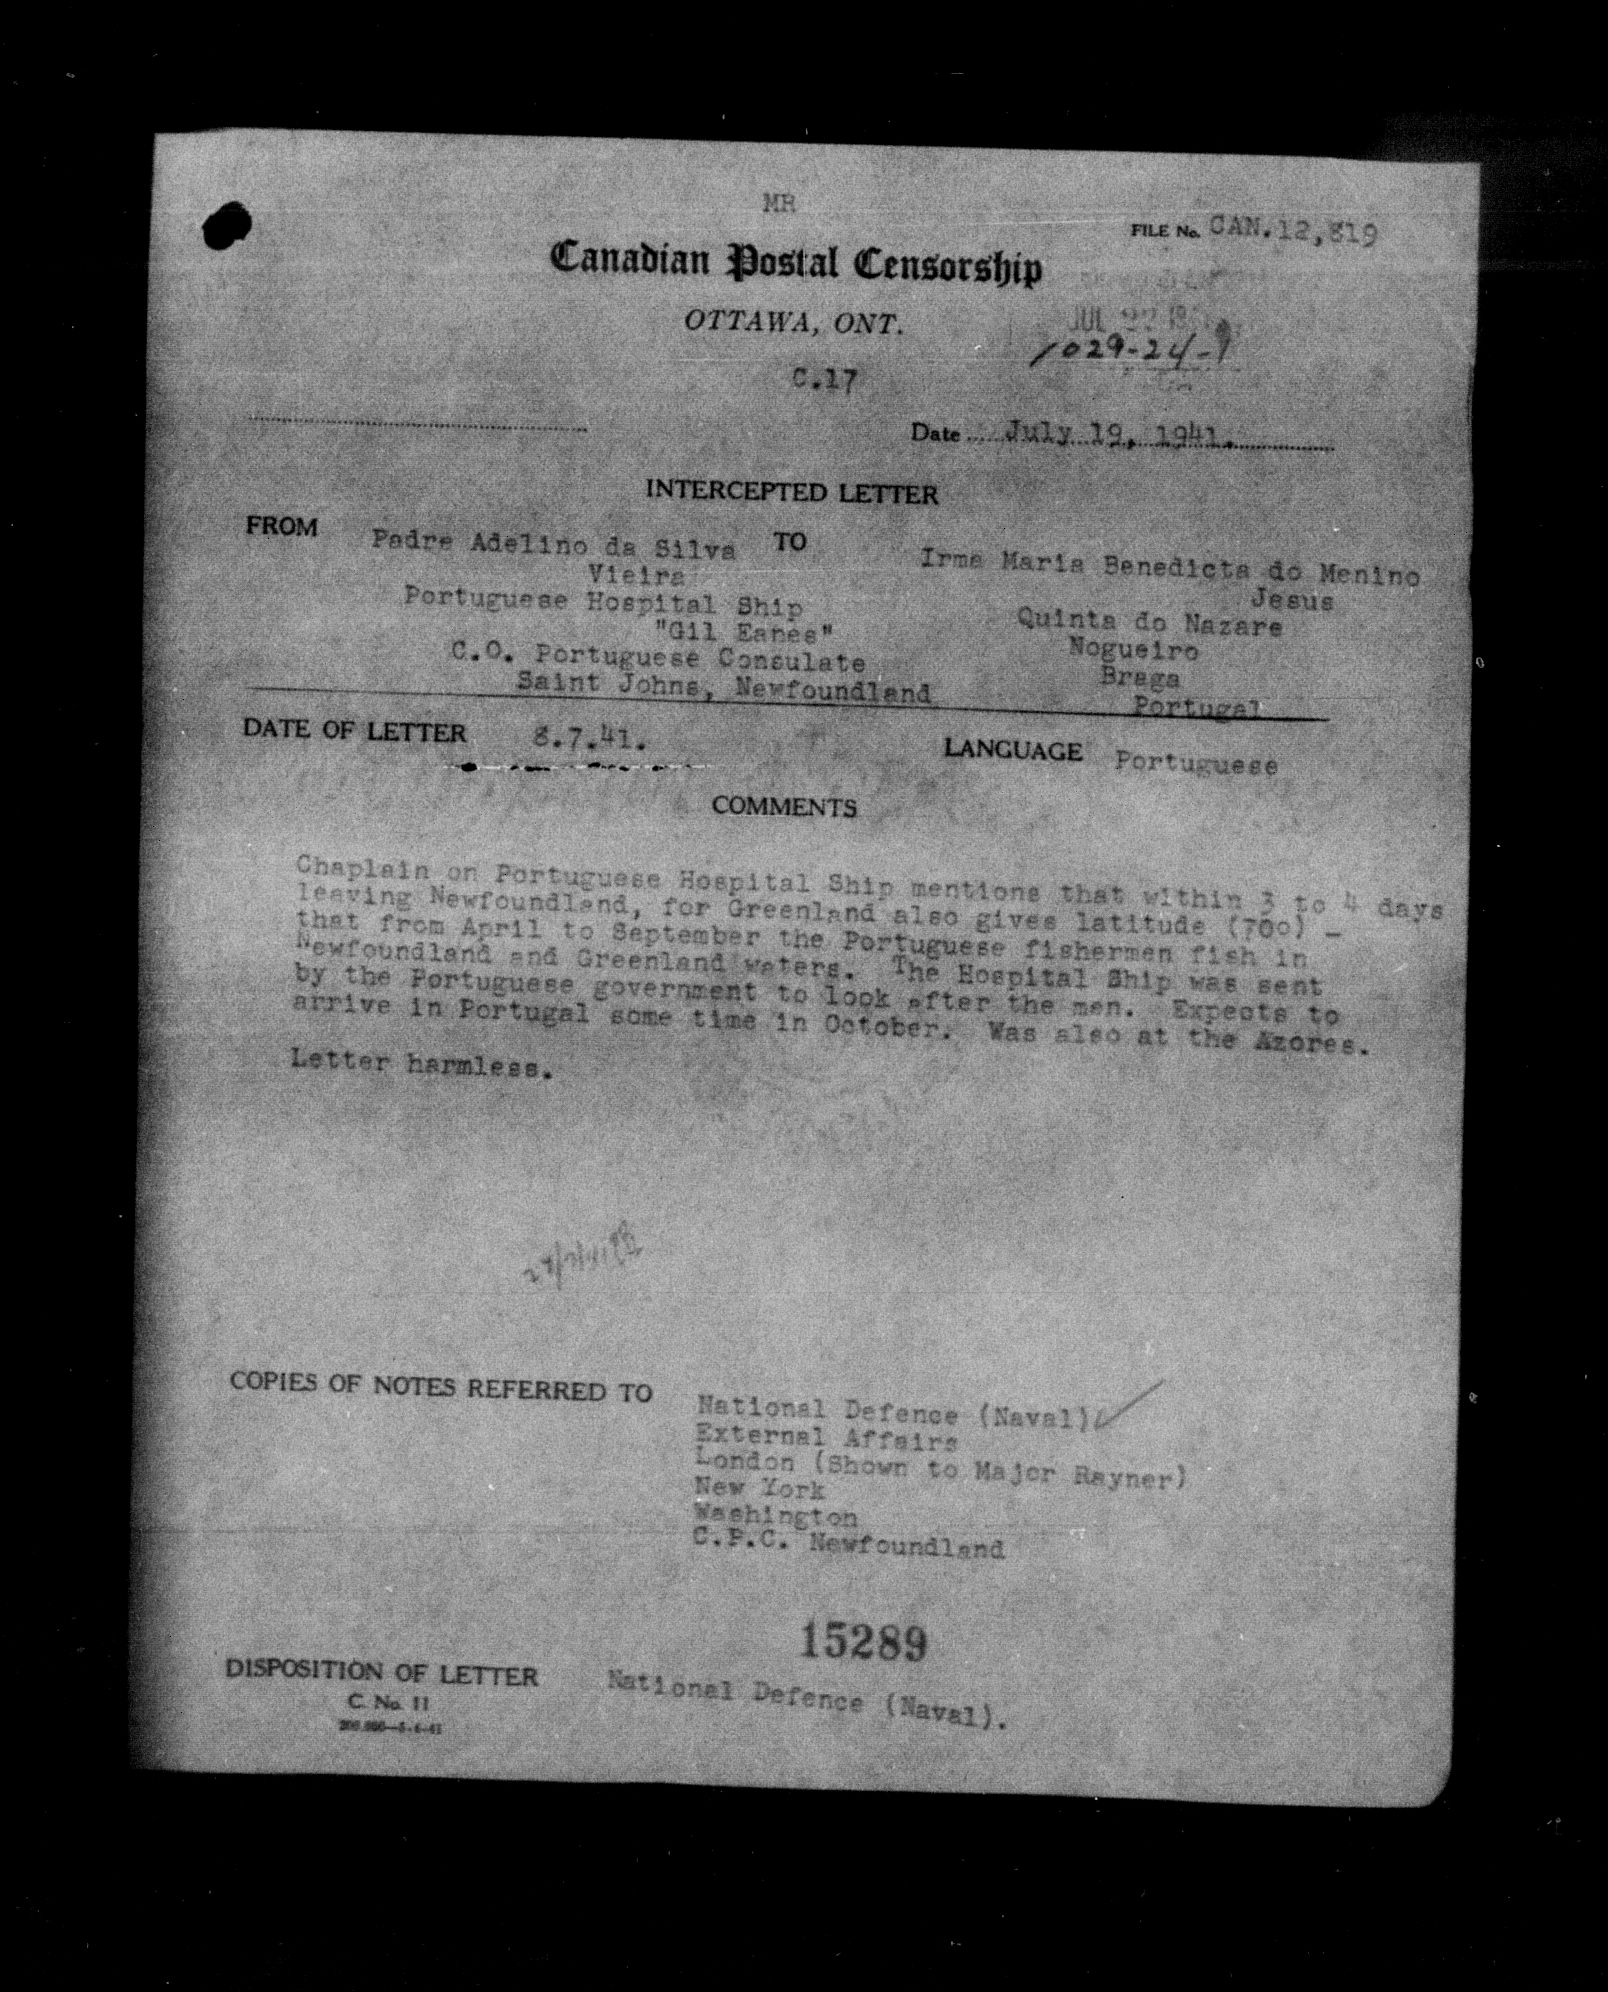 MR
FILE No. CAN.12,819
Canadian Postal Censorship
OTTAWA, ONT.
JUL 22
1029-24-1
C.17
Date July 19, 1941.
INTERCEPTED LETTER
FROM Padre Adelino da Silva TO Irma Maria Benedicta do Menino
Vieira Jesus
Portuguese Hospital Ship Quinta do Nazare
"Gil Eanes" Nogueiro
C.O. Portuguese Consulate Braga
Saint Johns, Newfoundland Portugal
DATE OF LETTER 8.7.41. LANGUAGE Portuguese
COMMENTS
Chaplain on Portuguese Hospital Ship mentions that within 3 to 4 days
leaving Newfoundland, for Greenland also gives latitude (70o) -
that from April to September the Portuguese fishermen fish in
Newfoundland and Greenland waters. The Hospital Ship was sent
by the Portuguese government to look after the men. Expects to
arrive in Portugal some time in October. Was also at the Azores.
Letter harmless.
COPIES OF NOTES REFERRED TO National Defence (Naval)
External Affairs
London (Shown to Major Rayner)
New York
Washington
C.P.C. Newfoundland
15289
DISPOSITION OF LETTER National Defence (Naval).
C. No. 11